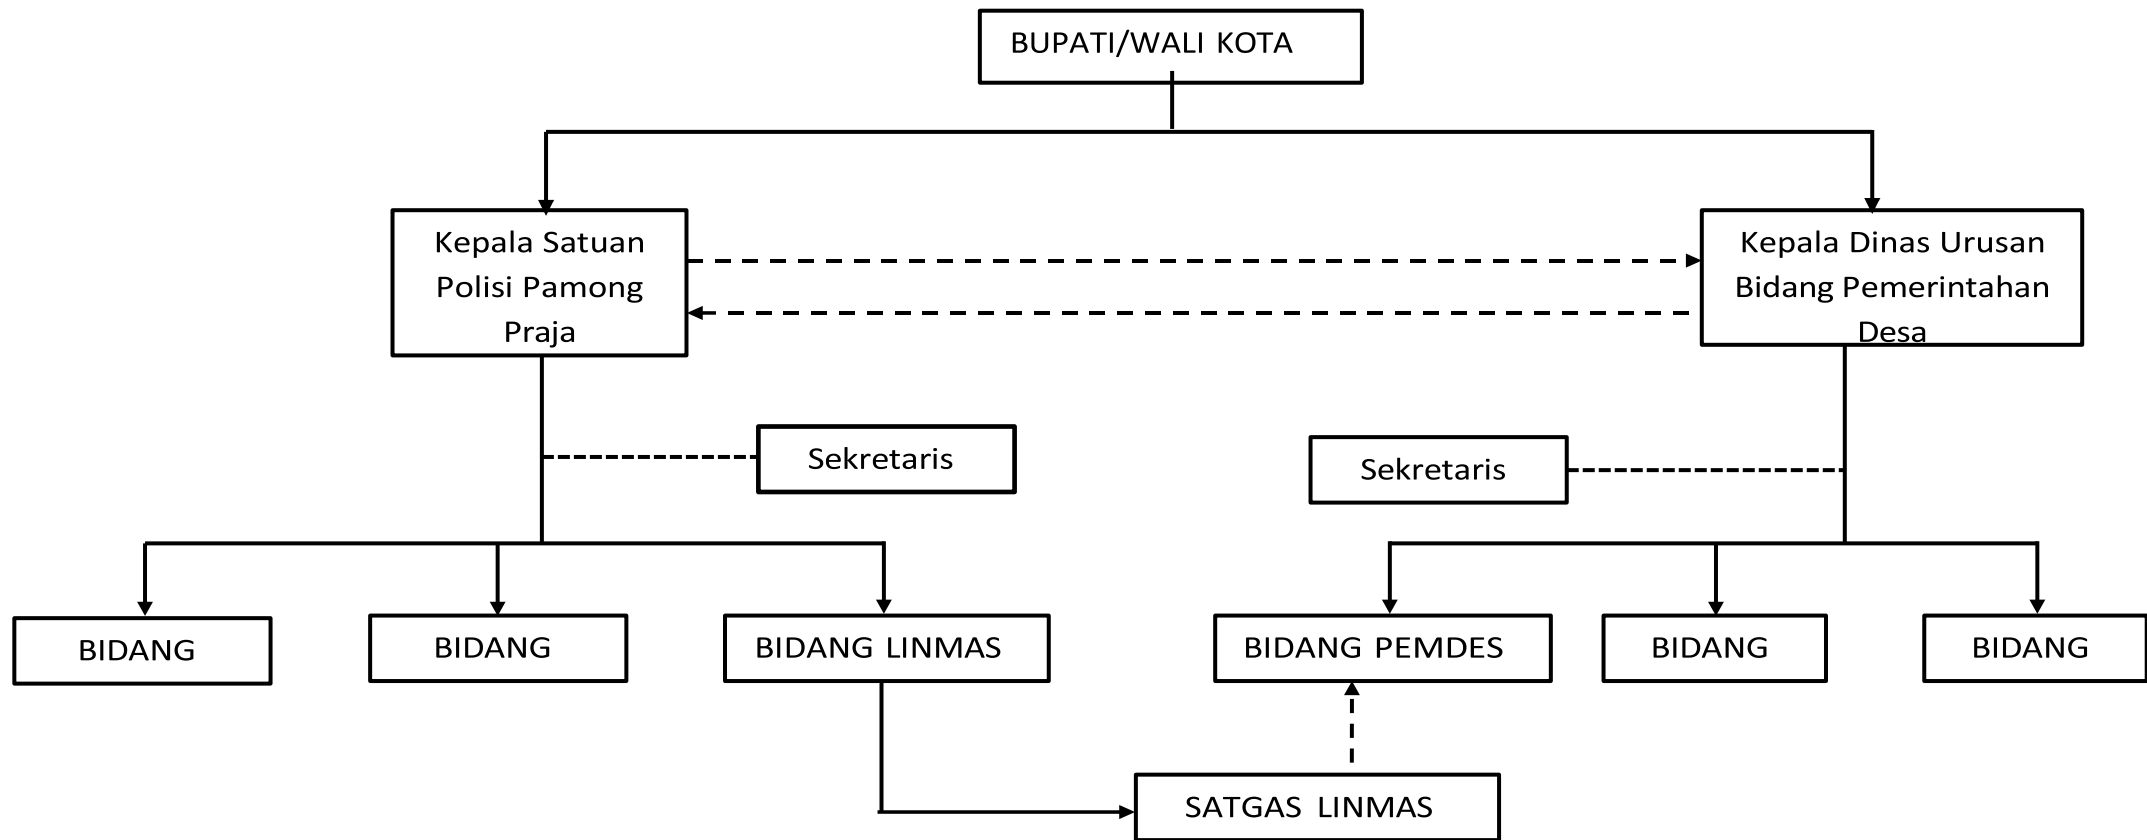 BUPATI/WALI KOTA
Kepala Satuan
Polisi Pamong
Praja
Kepala Dinas Urusan
Bidang Pemerintahan
Desa
Sekretaris
Sekretaris
BIDANG
BIDANG
BIDANG LINMAS
BIDANG PEMDES
BIDANG
BIDANG
SATGAS LINMAS